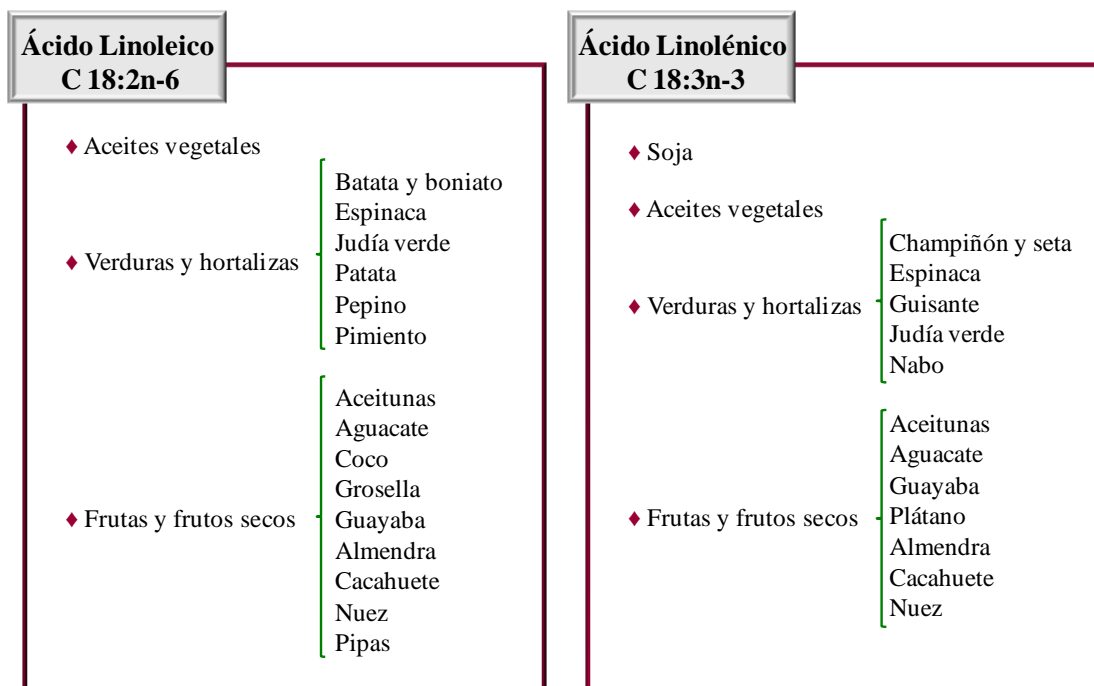 Ácido Linoleico
C 18:2n-6
♦ Aceites vegetales
♦ Verduras y hortalizas
Batata y boniato
Espinaca
Judía verde
Patata
Pepino
Pimiento
♦ Frutas y frutos secos
Aceitunas
Aguacate
Coco
Grosella
Guayaba
Almendra
Cacahuete
Nuez
Pipas
Ácido Linolénico
C 18:3n-3
♦ Soja
♦ Aceites vegetales
♦ Verduras y hortalizas
Champiñón y seta
Espinaca
Guisante
Judía verde
Nabo
♦ Frutas y frutos secos
Aceitunas
Aguacate
Guayaba
Plátano
Almendra
Cacahuete
Nuez